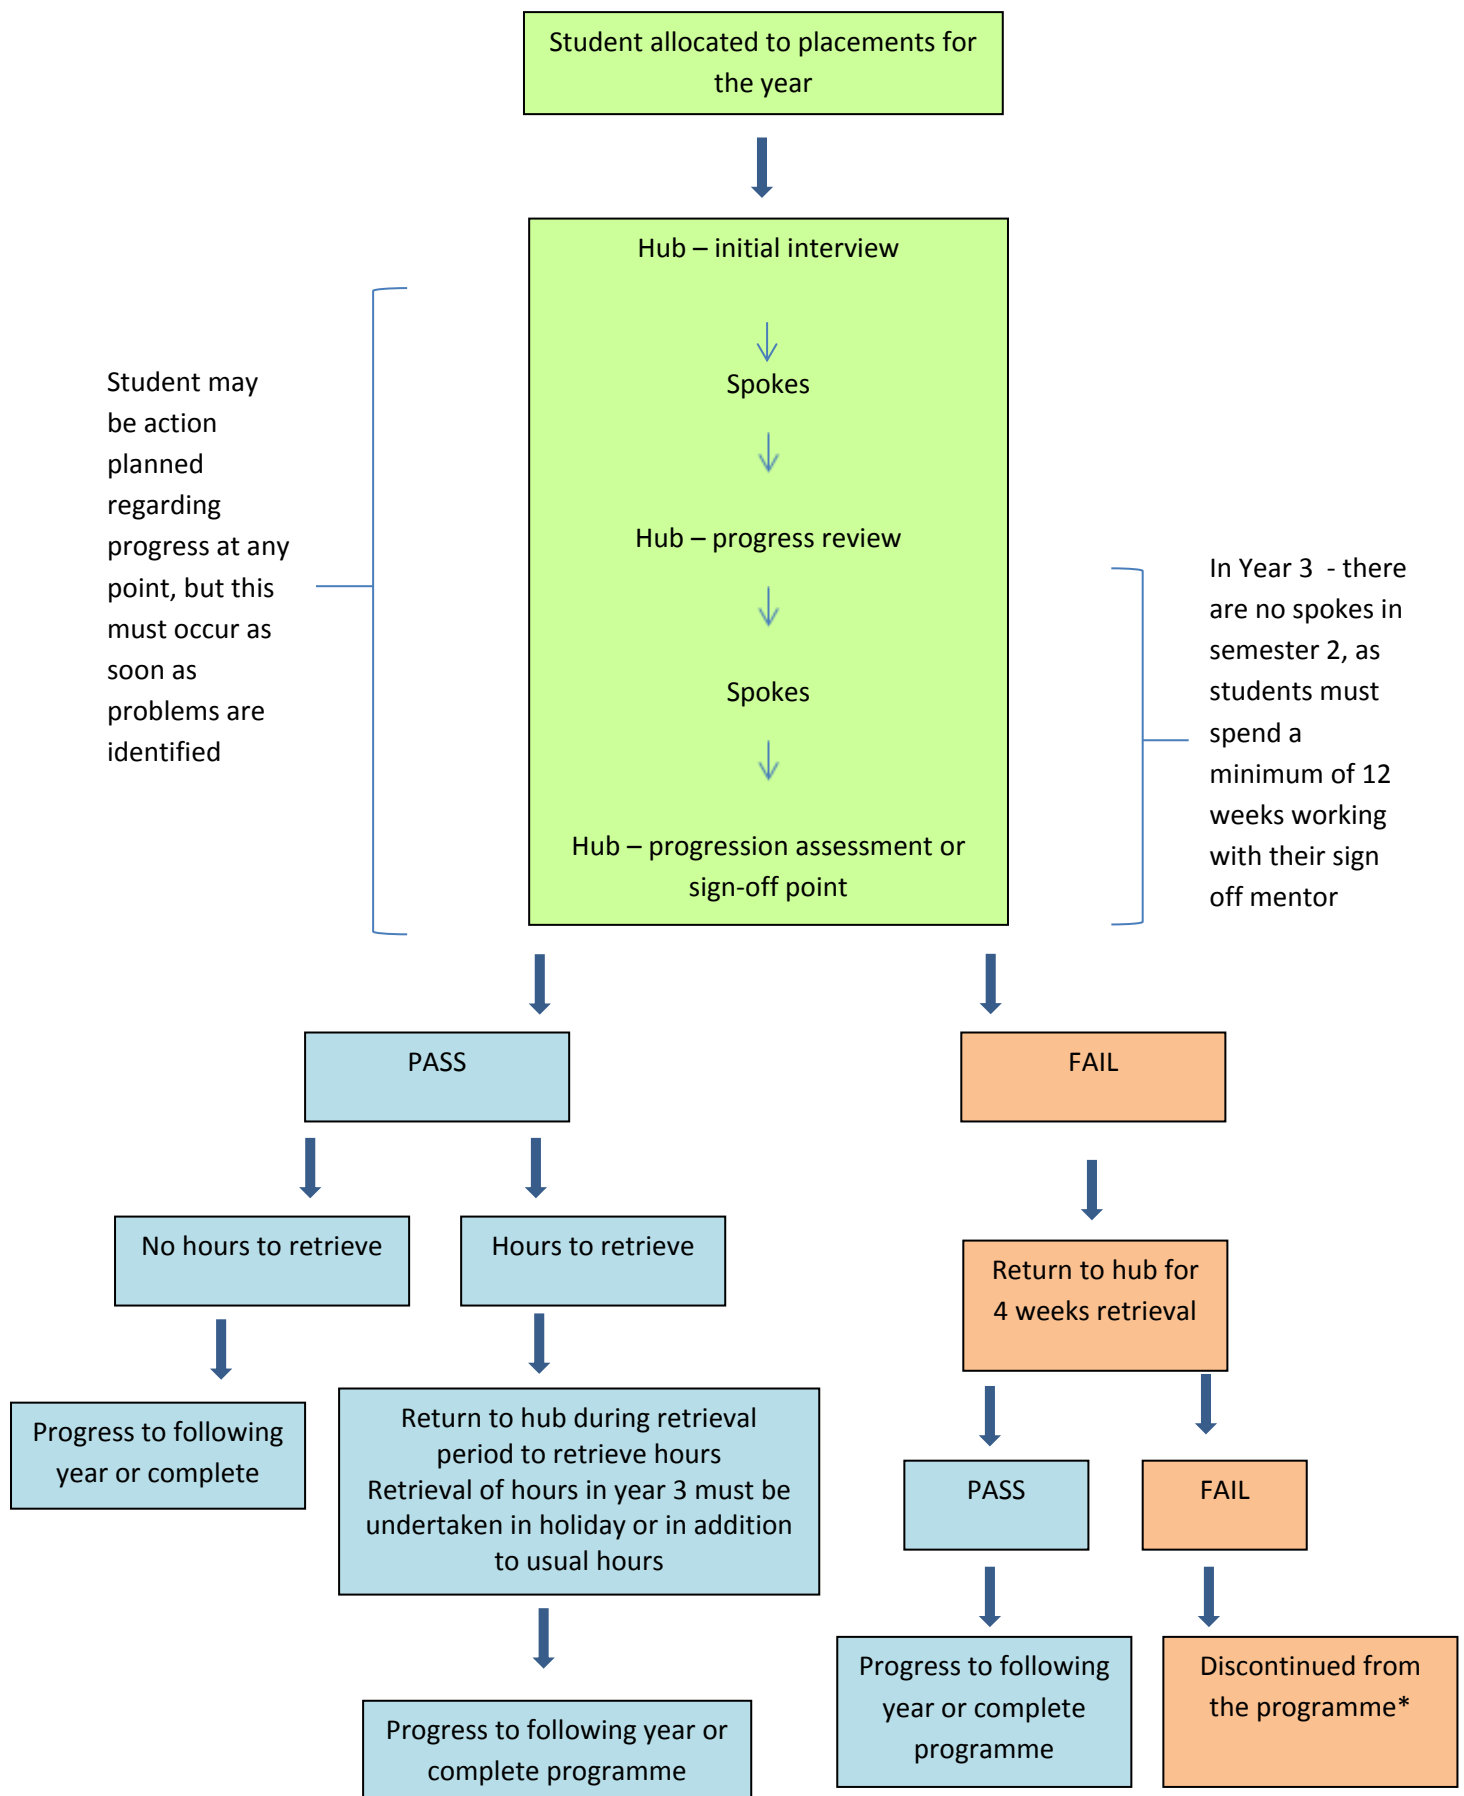 Student allocated to placements for
the year
Hub – initial interview
Spokes
Hub – progress review
Spokes
Hub – progression assessment or
sign-off point
Student may
be action
planned
regarding
progress at any
point, but this
must occur as
soon as
problems are
identified
In Year 3  - there
are no spokes in
semester 2, as
students must
spend a
minimum of 12
weeks working
with their sign
off mentor
PASS
FAIL
No hours to retrieve
Hours to retrieve
Return to hub for
4 weeks retrieval
Progress to following
year or complete
Return to hub during retrieval
period to retrieve hours
Retrieval of hours in year 3 must be
undertaken in holiday or in addition
to usual hours
PASS
FAIL
Progress to following year or
complete programme
Progress to following
year or complete
programme
Discontinued from
the programme*